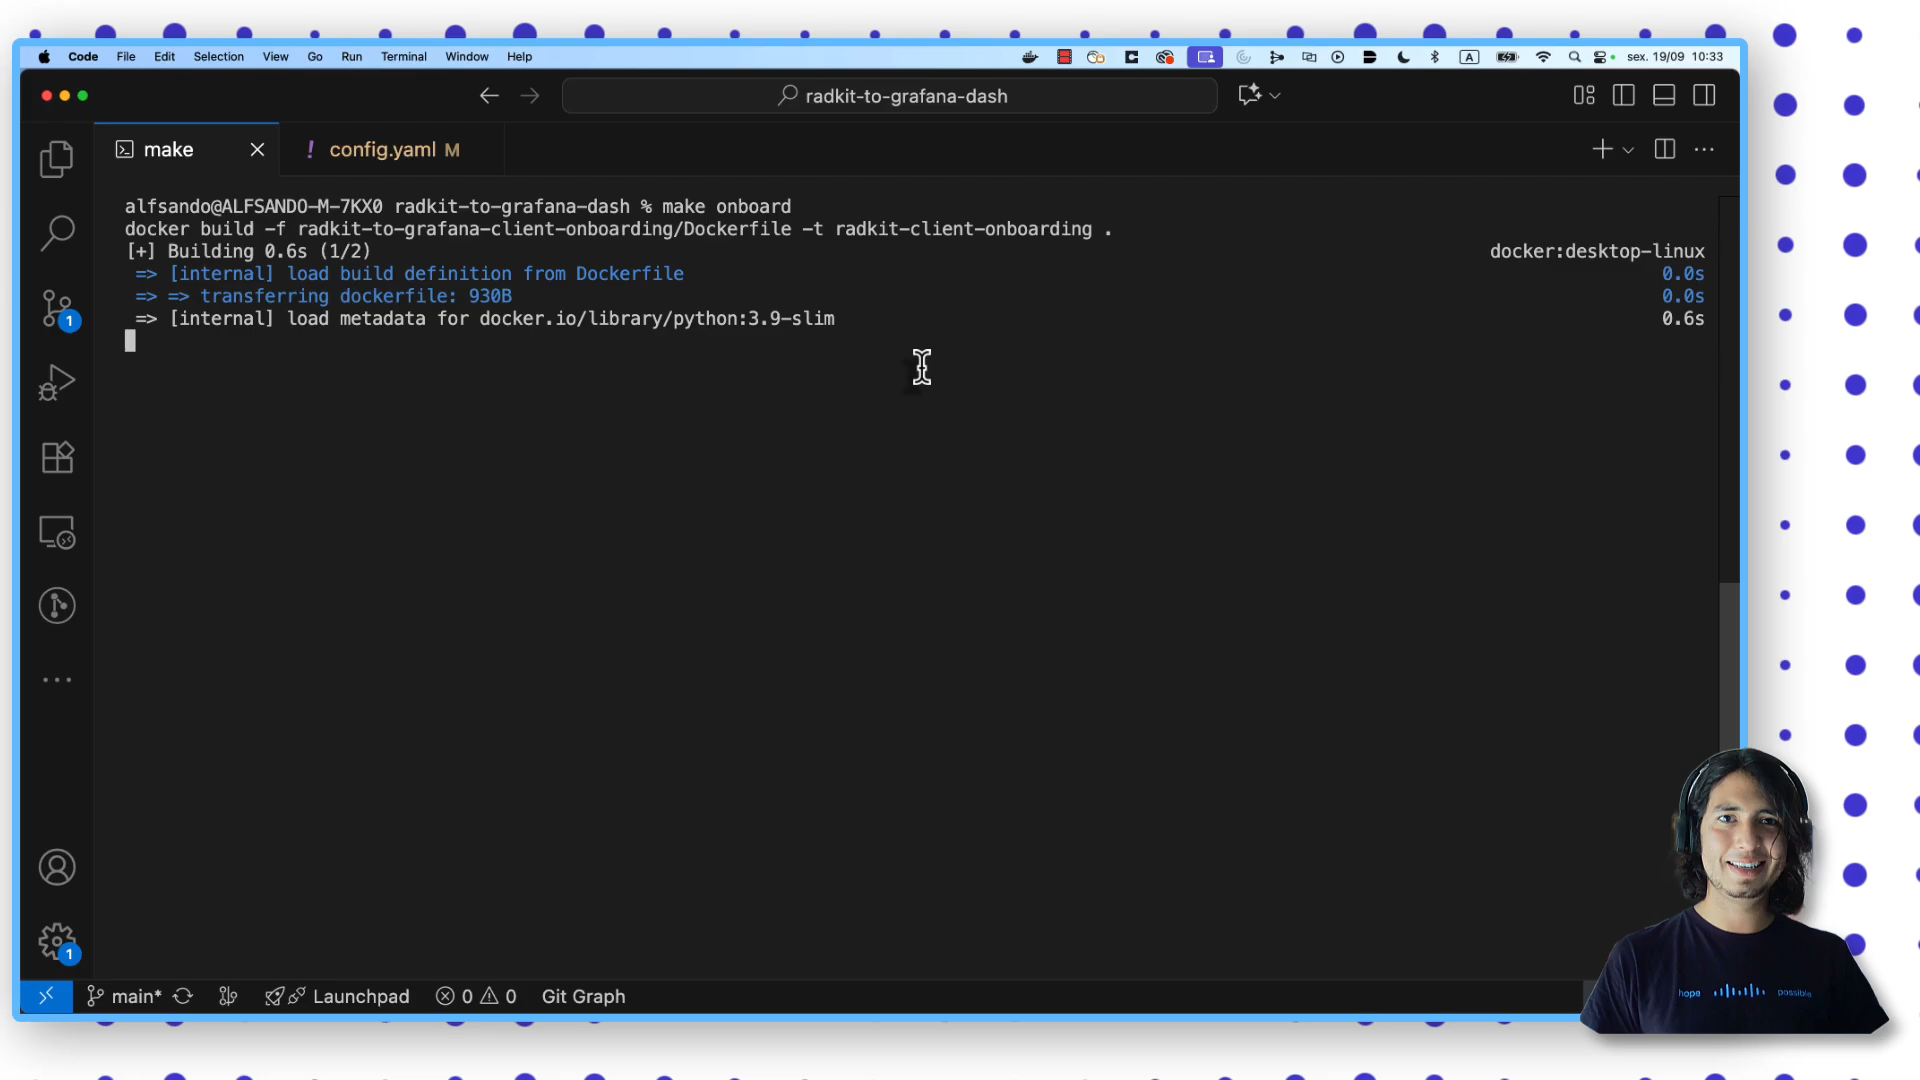 Code File Edit Selection View Go Run Terminal Window Help A sex. 19/09 10:33
radkit-to-grafana-dash
make ! config.yaml M
alfsando@ALFSANDO-M-7KX0 radkit-to-grafana-dash % make onboard
docker build -f radkit-to-grafana-client-onboarding/Dockerfile -t radkit-client-onboarding .
[+] Building 0.6s (1/2) docker:desktop-linux
=> [internal] load build definition from Dockerfile 0.0s
=> => transferring dockerfile: 930B 0.0s
=> [internal] load metadata for docker.io/library/python:3.9-slim 0.6s
1
1
hope possible
main* Launchpad 0 0 Git Graph